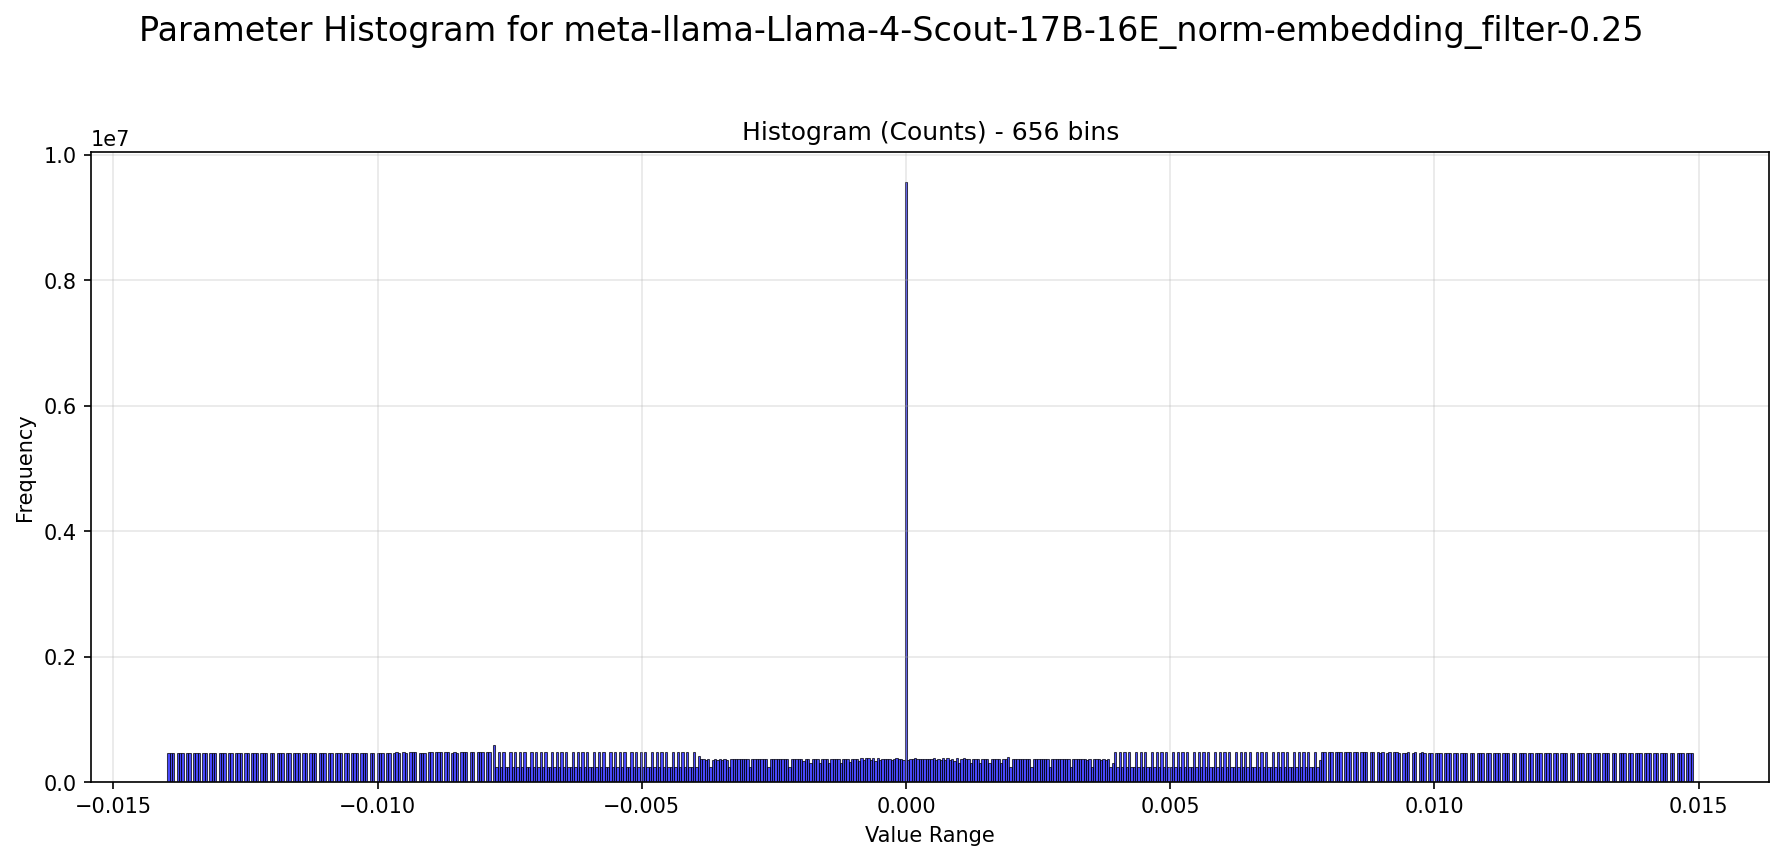 Parameter Histogram for meta-llama-Llama-4-Scout-17B-16E_norm-embedding_filter-0.25
Histogram (Counts) - 656 bins
1e7
1.0
0.8
0.6
0.4
0.2
0.0
Frequency
−0.015 −0.010 −0.005 0.000 0.005 0.010 0.015
Value Range